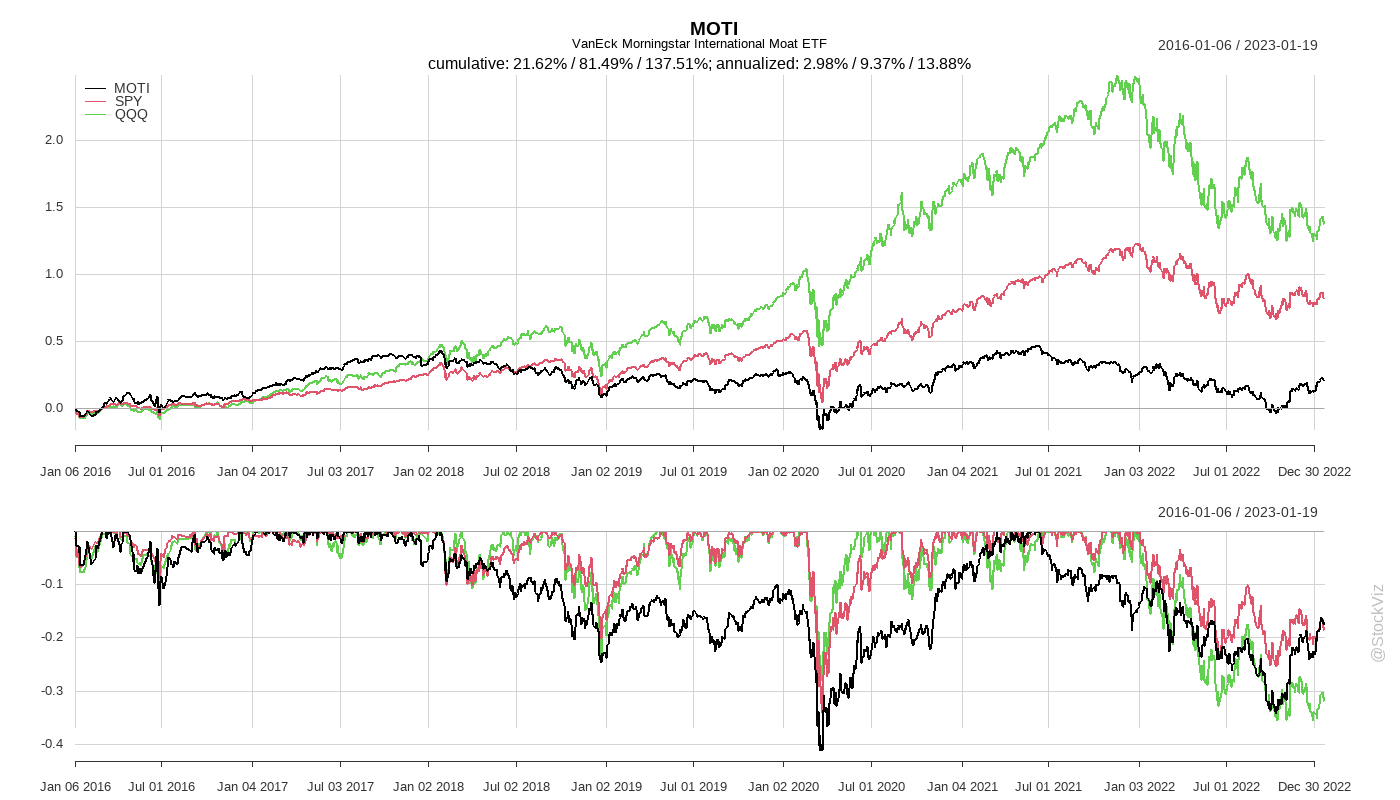 MOTI
VanEck Morningstar International Moat ETF
2016-01-06 / 2023-01-19
cumulative: 21.62% / 81.49% / 137.51%; annualized: 2.98% / 9.37% / 13.88%
MOTI
SPY
QQQ
2.0
1.5
1.0
0.5
0.0
Jan 06 2016 Jul 01 2016 Jan 04 2017 Jul 03 2017 Jan 02 2018 Jul 02 2018 Jan 02 2019 Jul 01 2019 Jan 02 2020 Jul 01 2020 Jan 04 2021 Jul 01 2021 Jan 03 2022 Jul 01 2022 Dec 30 2022
2016-01-06 / 2023-01-19
-0.1
-0.2
-0.3
-0.4
Jan 06 2016 Jul 01 2016 Jan 04 2017 Jul 03 2017 Jan 02 2018 Jul 02 2018 Jan 02 2019 Jul 01 2019 Jan 02 2020 Jul 01 2020 Jan 04 2021 Jul 01 2021 Jan 03 2022 Jul 01 2022 Dec 30 2022
@StockViz